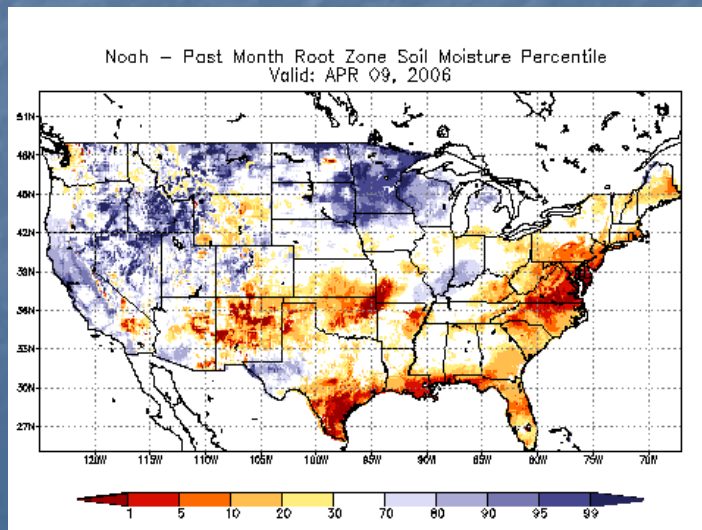 Noah – Past Month Root Zone Soil Moisture Percentile
Valid: APR 09, 2006
51N
48N
45N
42N
39N
36N
33N
30N
27N
120W 115W 110W 105W 100W 95W 90W 85W 80W 75W 70W
1 5 10 20 30 70 80 90 95 99